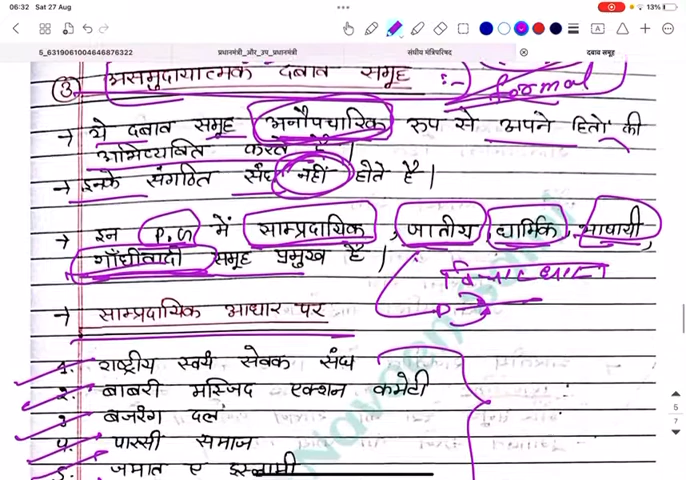 06:32 Sat 27 Aug
13%
5_6319061004646876322
प्रधानमंत्री_और_उप_प्रधानमंत्री
संघीय मंत्रिपरिषद
दबाव समूह
③ असमुदायात्मक दबाव समूह :-
formal
→ ये दबाव समूह अनौपचारिक रूप से अपने हितों की
अभिव्यक्ति करते है।
→ इनके संगठित संघ नहीं होते है।
→ इन P.G में साम्प्रदायिक, जातीय धार्मिक, भाषायी,
गाँधीवादी समूह प्रमुख है।
→ साम्प्रदायिक आधार पर
1. राष्ट्रीय स्वयं सेवक संघ
2. बाबरी मस्जिद एक्शन कमेटी
3 बजरंग दल
4. पारसी समाज
5. जमात ए इस्लामी
5
7